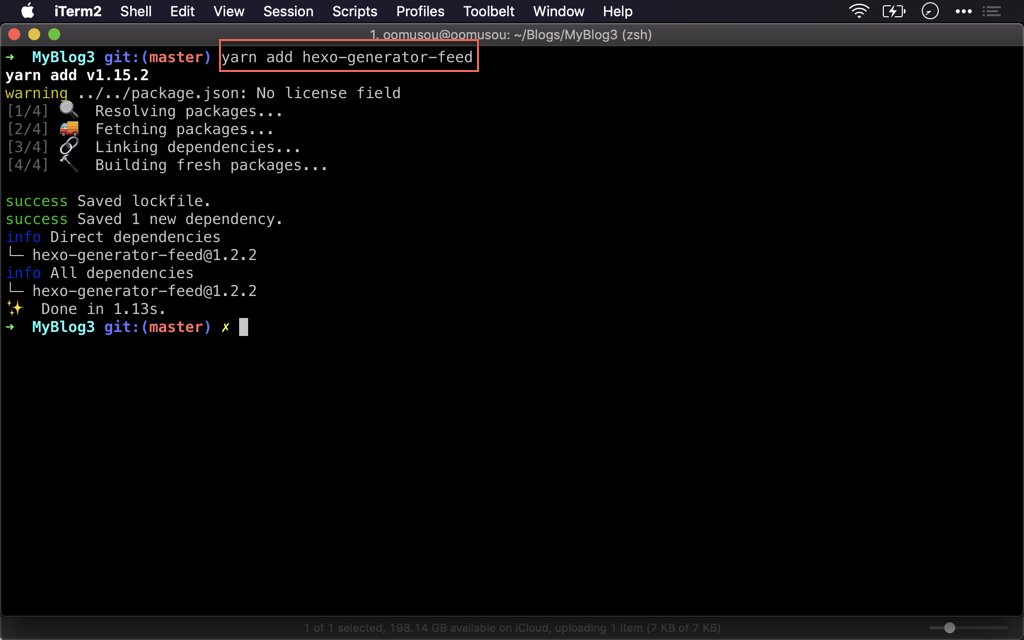 iTerm2 Shell Edit View Session Scripts Profiles Toolbelt Window Help
1. oomusou@oomusou: ~/Blogs/MyBlog3 (zsh)
➜ MyBlog3 git:(master) yarn add hexo-generator-feed
yarn add v1.15.2
warning ../../package.json: No license field
[1/4] 🔍 Resolving packages...
[2/4] 🚚 Fetching packages...
[3/4] 🔗 Linking dependencies...
[4/4] 🔨 Building fresh packages...
success Saved lockfile.
success Saved 1 new dependency.
info Direct dependencies
└─ hexo-generator-feed@1.2.2
info All dependencies
└─ hexo-generator-feed@1.2.2
✨ Done in 1.13s.
➜ MyBlog3 git:(master) ✗
1 of 1 selected, 198.14 GB available on iCloud, uploading 1 item (7 KB of 7 KB)